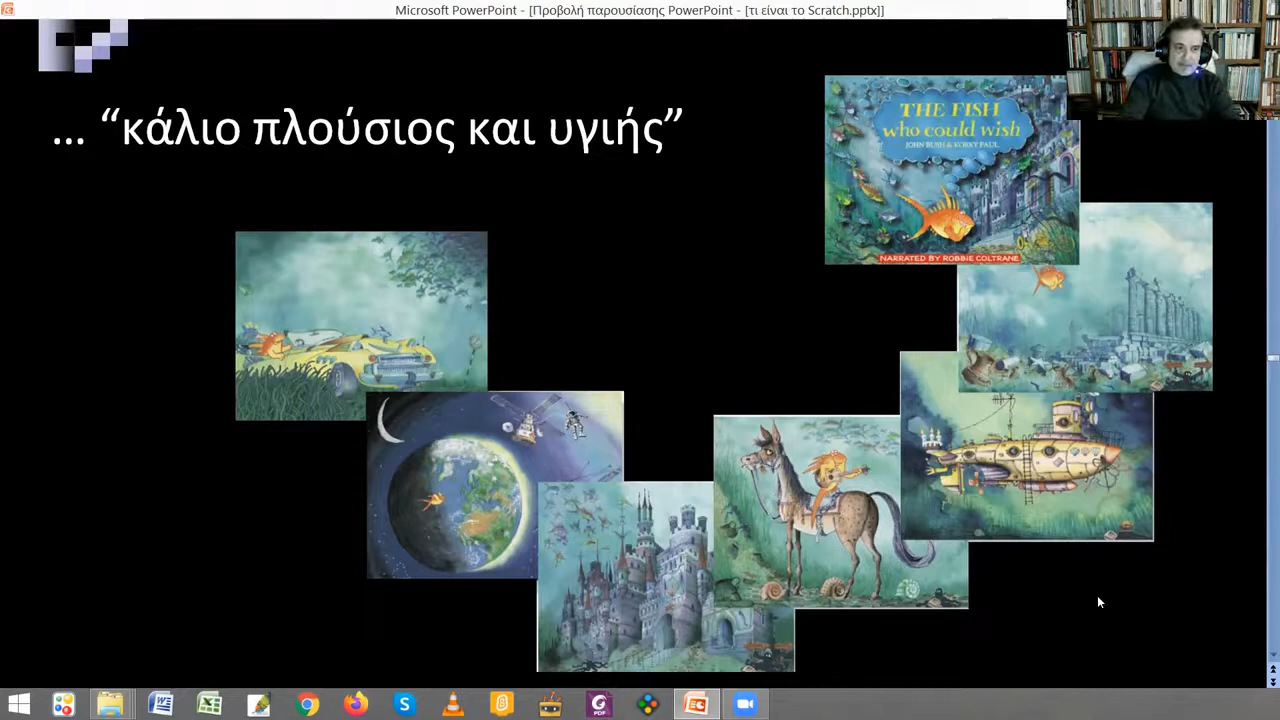 Microsoft PowerPoint - [Προβολή παρουσίασης PowerPoint - [τι είναι το Scratch.pptx]]
... “κάλιο πλούσιος και υγιής”
THE FISH
who could wish
JOHN BUSH & KORKY PAUL
NARRATED BY ROBBIE COLTRANE